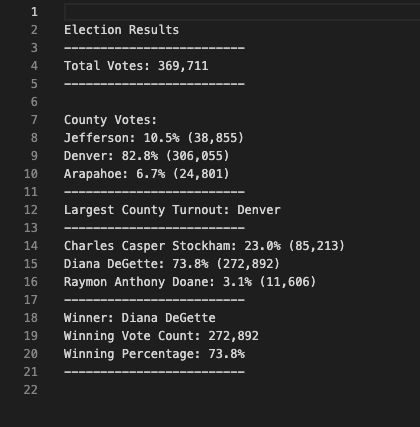 1
2 Election Results
3 -------------------------
4 Total Votes: 369,711
5 -------------------------
6
7 County Votes:
8 Jefferson: 10.5% (38,855)
9 Denver: 82.8% (306,055)
10 Arapahoe: 6.7% (24,801)
11 -------------------------
12 Largest County Turnout: Denver
13 -------------------------
14 Charles Casper Stockham: 23.0% (85,213)
15 Diana DeGette: 73.8% (272,892)
16 Raymon Anthony Doane: 3.1% (11,606)
17 -------------------------
18 Winner: Diana DeGette
19 Winning Vote Count: 272,892
20 Winning Percentage: 73.8%
21 -------------------------
22